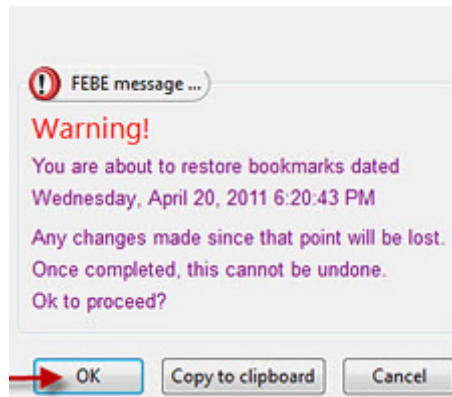 FEBE message ...
Warning!
You are about to restore bookmarks dated
Wednesday, April 20, 2011 6:20:43 PM
Any changes made since that point will be lost.
Once completed, this cannot be undone.
Ok to proceed?
OK Copy to clipboard Cancel